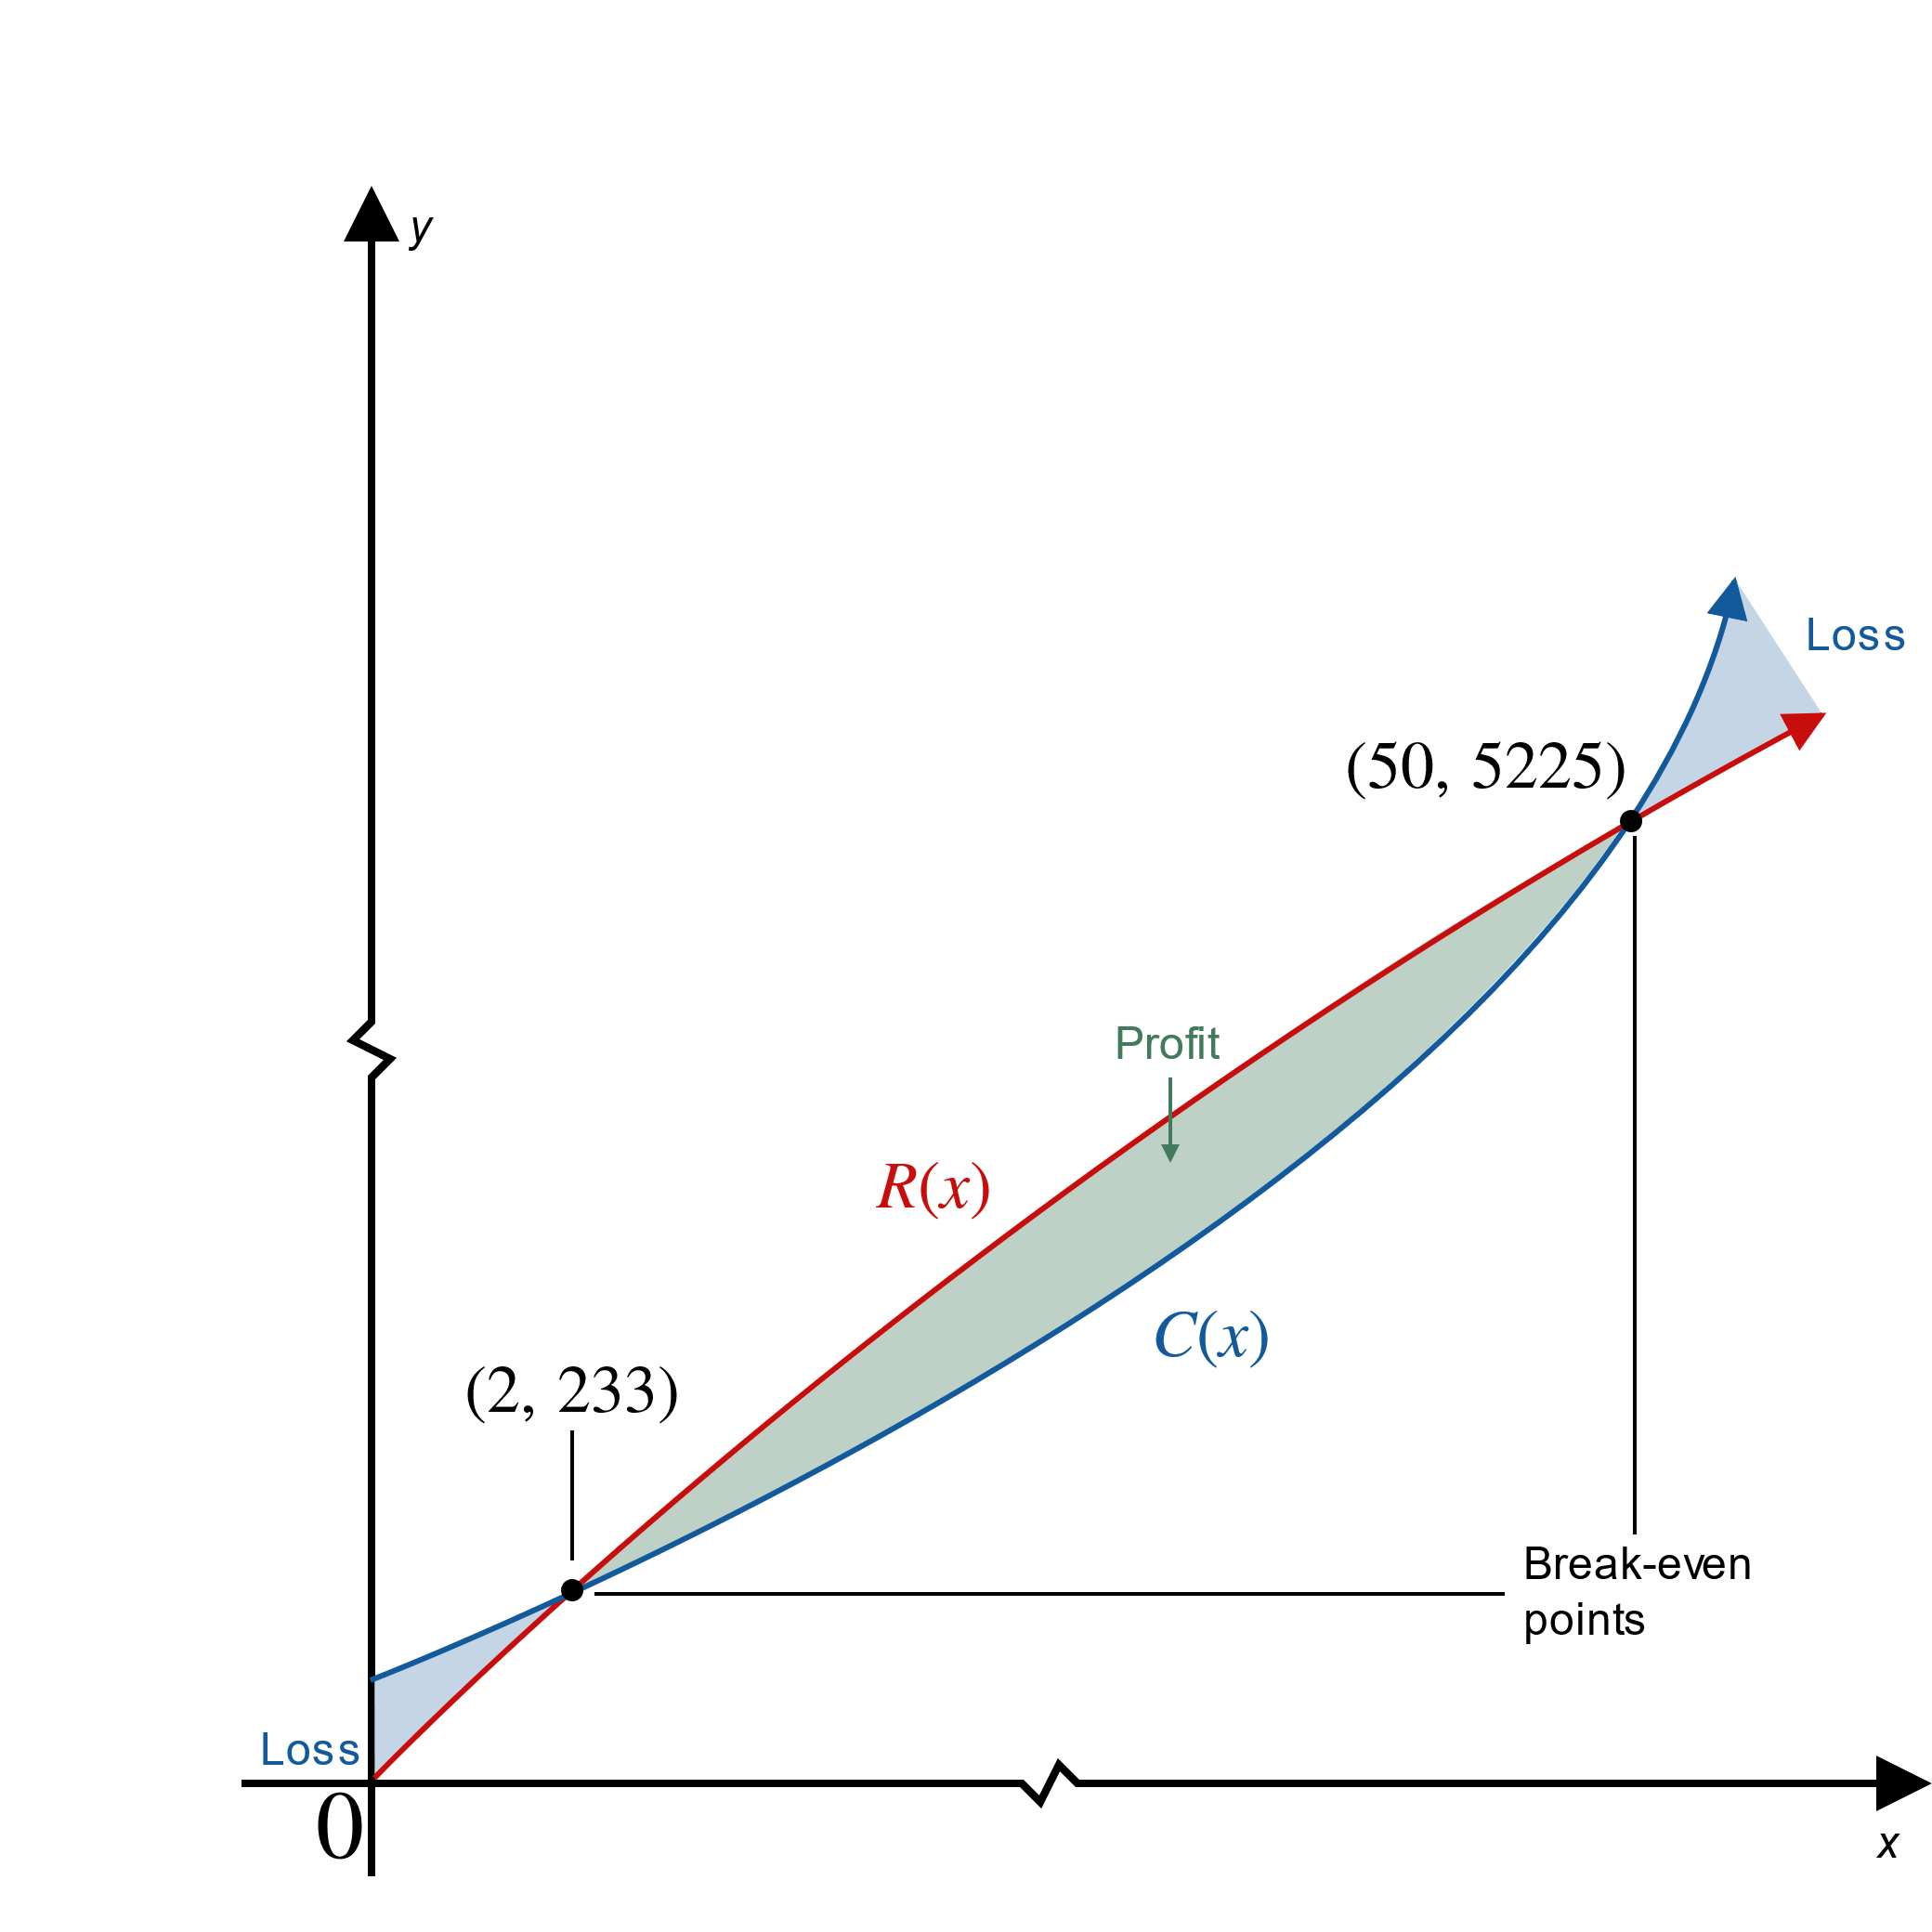 y
Loss
(50, 5225)
Profit
R(x)
C(x)
(2, 233)
Break-even
points
Loss
0
x